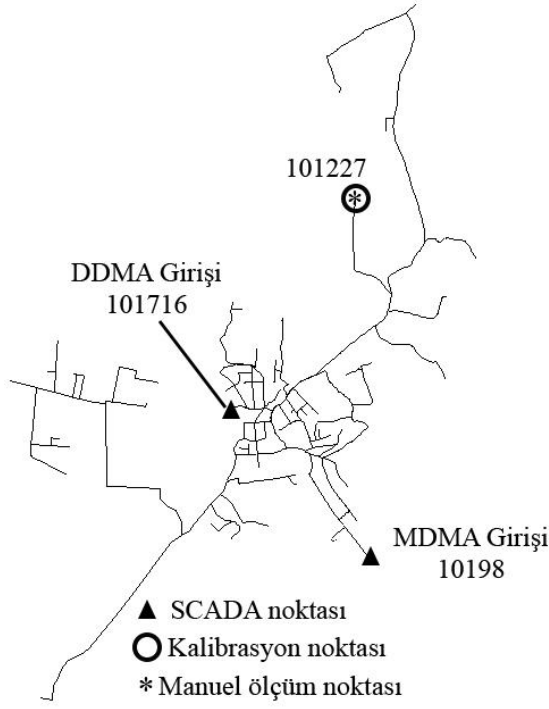 101227
DDMA Girişi
101716
MDMA Girişi
10198
▲ SCADA noktası
Kalibrasyon noktası
* Manuel ölçüm noktası